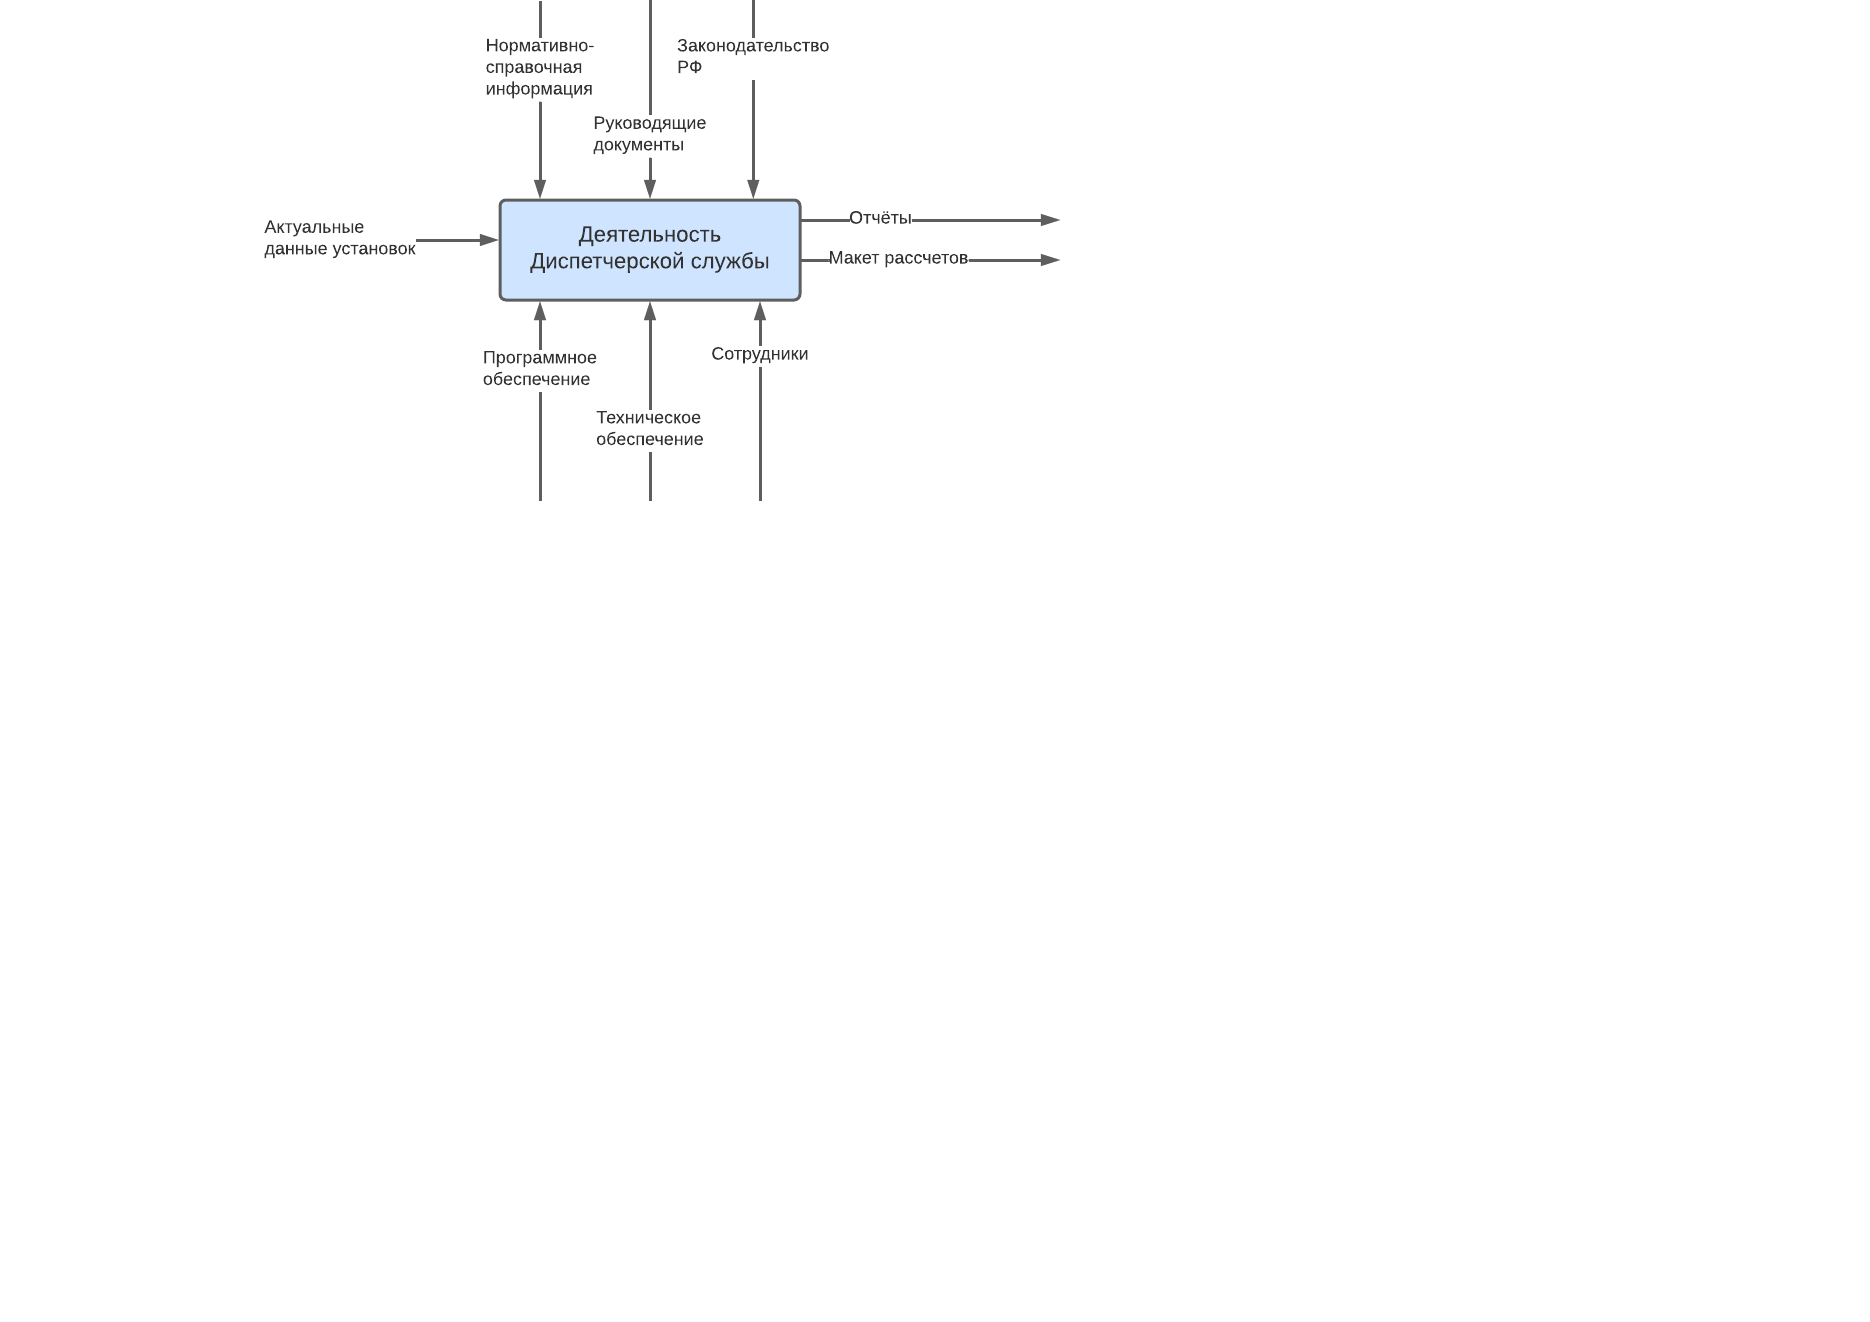 Нормативно-
справочная
информация
Законодательство
РФ
Руководящие
документы
Актуальные
данные установок
Деятельность
Диспетчерской службы
Отчёты
Макет рассчетов
Программное
обеспечение
Сотрудники
Техническое
обеспечение